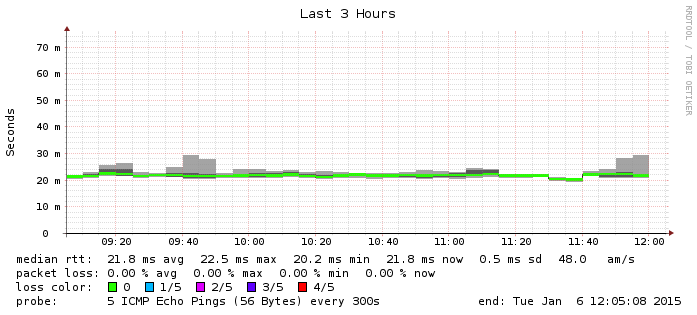 Last 3 Hours
RRDTOOL / TOBI OETIKER
Seconds
70 m
60 m
50 m
40 m
30 m
20 m
10 m
0
09:20 09:40 10:00 10:20 10:40 11:00 11:20 11:40 12:00
median rtt: 21.8 ms avg 22.5 ms max 20.2 ms min 21.8 ms now 0.5 ms sd 48.0 am/s
packet loss: 0.00 % avg 0.00 % max 0.00 % min 0.00 % now
loss color: 0 1/5 2/5 3/5 4/5
probe: 5 ICMP Echo Pings (56 Bytes) every 300s end: Tue Jan 6 12:05:08 2015